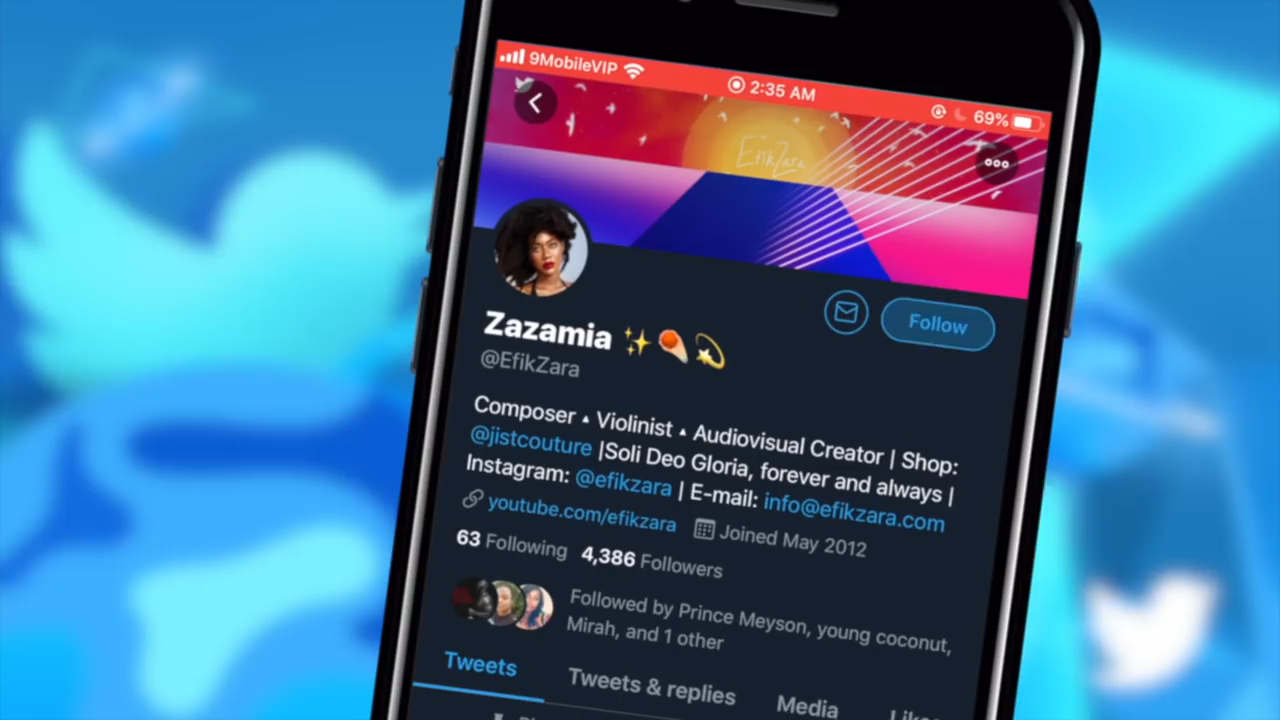 9MobileVIP 2:35 AM 69%
EfikZara
Zazamia ✨☄️💫
Follow
@EfikZara
Composer ▴ Violinist ▴ Audiovisual Creator | Shop:
@jistcouture |Soli Deo Gloria, forever and always |
Instagram: @efikzara | E-mail: info@efikzara.com
youtube.com/efikzara Joined May 2012
63 Following 4,386 Followers
Followed by Prince Meyson, young coconut,
Mirah, and 1 other
Tweets Tweets & replies Media